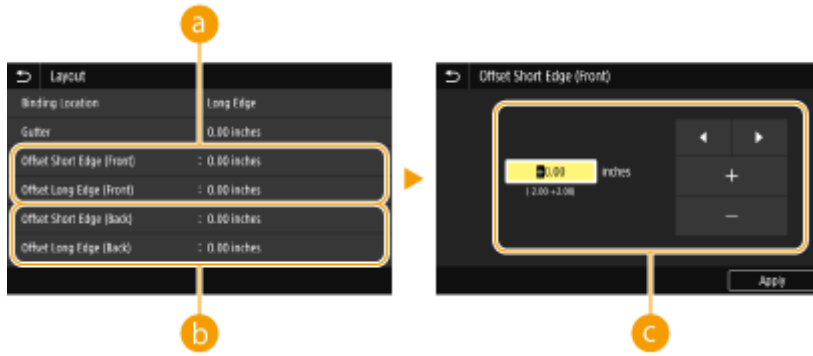 a
Layout
Binding Location Long Edge
Gutter 0.00 inches
Offset Short Edge (Front) : 0.00 inches
Offset Long Edge (Front) : 0.00 inches
Offset Short Edge (Back) : 0.00 inches
Offset Long Edge (Back) : 0.00 inches
b
Offset Short Edge (Front)
+0.00 inches
(-2.00-+2.00)
+
−
Apply
c